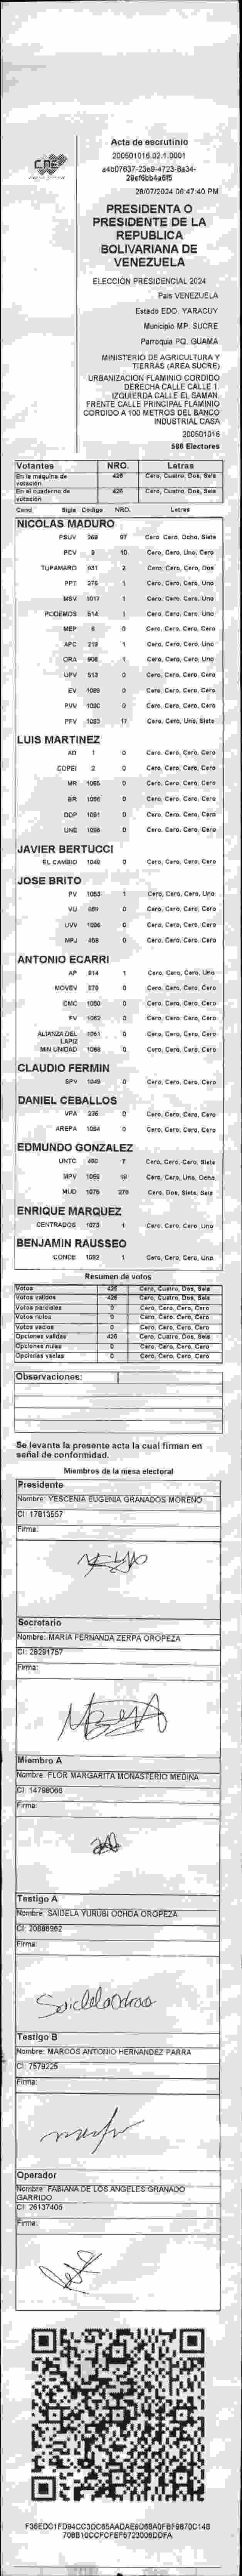 CNE
Acta de escrutinio
200501016.02.1.0001
28/07/2024 06:47:40 PM
PRESIDENTA O
PRESIDENTE DE LA
REPUBLICA
BOLIVARIANA DE
VENEZUELA
ELECCIÓN PRESIDENCIAL 2024
Pais VENEZUELA
Estado EDO. YARACUY
Municipio MP. SUCRE
Parroquia PQ. GUAMA
MINISTERIO DE AGRICULTURA Y
TIERRAS (AREA SUCRE)
URBANIZACION FLAMINIO CORDIDO
DERECHA CALLE CALLE 1
IZQUIERDA CALLE EL SAMAN
FRENTE CALLE PRINCIPAL FLAMINIO
CORDIDO A 100 METROS DEL BANCO
INDUSTRIAL CASA
200501016
586 Electores
Votantes NRO. Letras
En la máquina de votación 426 Cero, Cuatro, Dos, Seis
En el cuaderno de votación 426 Cero, Cuatro, Dos, Seis
Cand Sigla Código NRO. Letras
NICOLAS MADURO
PSUV 269 87 Cero, Cero, Ocho, Siete
PCV 9 10 Cero, Cero, Uno, Cero
TUPAMARO 931 2 Cero, Cero, Cero, Dos
PPT 276 1 Cero, Cero, Cero, Uno
MSV 1017 1 Cero, Cero, Cero, Uno
PODEMOS 514 1 Cero, Cero, Cero, Uno
MEP 6 0 Cero, Cero, Cero, Cero
APC 219 1 Cero, Cero, Cero, Uno
ORA 908 1 Cero, Cero, Cero, Uno
UPV 513 0 Cero, Cero, Cero, Cero
EV 1089 0 Cero, Cero, Cero, Cero
PVV 1090 0 Cero, Cero, Cero, Cero
PFV 1093 17 Cero, Cero, Uno, Siete
LUIS MARTINEZ
AD 1 0 Cero, Cero, Cero, Cero
COPEI 2 0 Cero, Cero, Cero, Cero
MR 1065 0 Cero, Cero, Cero, Cero
BR 1056 0 Cero, Cero, Cero, Cero
DDP 1091 0 Cero, Cero, Cero, Cero
UNE 1096 0 Cero, Cero, Cero, Cero
JAVIER BERTUCCI
EL CAMBIO 1048 0 Cero, Cero, Cero, Cero
JOSE BRITO
PV 1053 1 Cero, Cero, Cero, Uno
VU 969 0 Cero, Cero, Cero, Cero
UVV 1096 0 Cero, Cero, Cero, Cero
MPJ 458 0 Cero, Cero, Cero, Cero
ANTONIO ECARRI
AP 914 1 Cero, Cero, Cero, Uno
MOVEV 979 0 Cero, Cero, Cero, Cero
CMC 1050 0 Cero, Cero, Cero, Cero
FV 1062 0 Cero, Cero, Cero, Cero
ALIANZA DEL LAPIZ 1061 0 Cero, Cero, Cero, Cero
MIN UNIDAD 1068 0 Cero, Cero, Cero, Cero
CLAUDIO FERMIN
SPV 1049 0 Cero, Cero, Cero, Cero
DANIEL CEBALLOS
VPA 236 0 Cero, Cero, Cero, Cero
AREPA 1094 0 Cero, Cero, Cero, Cero
EDMUNDO GONZALEZ
UNTC 460 7 Cero, Cero, Cero, Siete
MPV 1066 18 Cero, Cero, Uno, Ocho
MUD 1075 276 Cero, Dos, Siete, Seis
ENRIQUE MARQUEZ
CENTRADOS 1073 1 Cero, Cero, Cero, Uno
BENJAMIN RAUSSEO
CONDE 1092 1 Cero, Cero, Cero, Uno
Resumen de votos
Votos 426 Cero, Cuatro, Dos, Seis
Votos válidos 426 Cero, Cuatro, Dos, Seis
Votos parciales 0 Cero, Cero, Cero, Cero
Votos nulos 0 Cero, Cero, Cero, Cero
Votos vacíos 0 Cero, Cero, Cero, Cero
Opciones válidas 426 Cero, Cuatro, Dos, Seis
Opciones nulas 0 Cero, Cero, Cero, Cero
Opciones vacías 0 Cero, Cero, Cero, Cero
Observaciones:
Se levanta la presente acta la cual firman en
señal de conformidad.
Miembros de la mesa electoral
Presidente
Nombre: YESCENIA EUGENIA GRANADOS MORENO
CI: 17813557
Firma:
Secretario
Nombre: MARIA FERNANDA ZERPA OROPEZA
CI: 28291757
Firma:
Miembro A
Nombre: FLOR MARGARITA MONASTERIO MEDINA
CI: 14798066
Firma:
Testigo A
Nombre: SAIDELA YURUBI OCHOA OROPEZA
CI: 20888962
Firma:
Saidela Ochoa
Testigo B
Nombre: MARCOS ANTONIO HERNANDEZ PARRA
CI: 7579225
Firma:
Operador
Nombre: FABIANA DE LOS ANGELES GRANADO
GARRIDO
CI: 26137406
Firma: